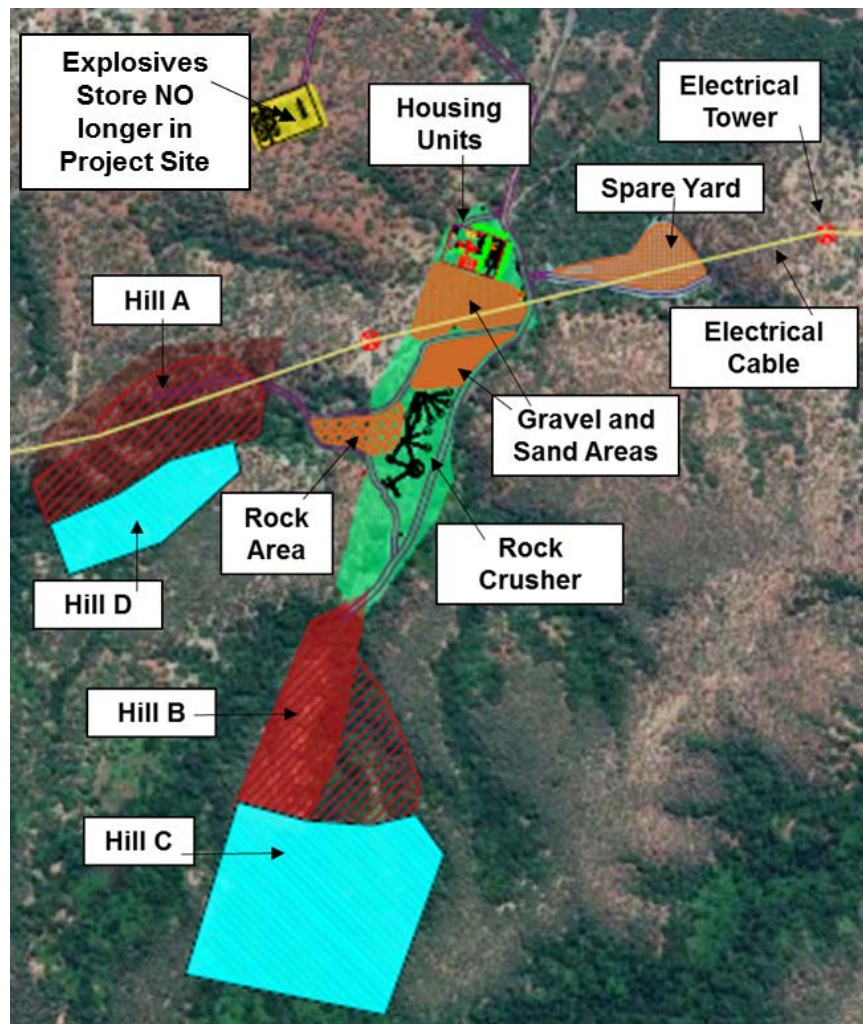 Explosives
Store NO
longer in
Project Site
Housing
Units
Electrical
Tower
Spare Yard
Hill A
Electrical
Cable
Gravel and
Sand Areas
Rock
Area
Rock
Crusher
Hill D
Hill B
Hill C